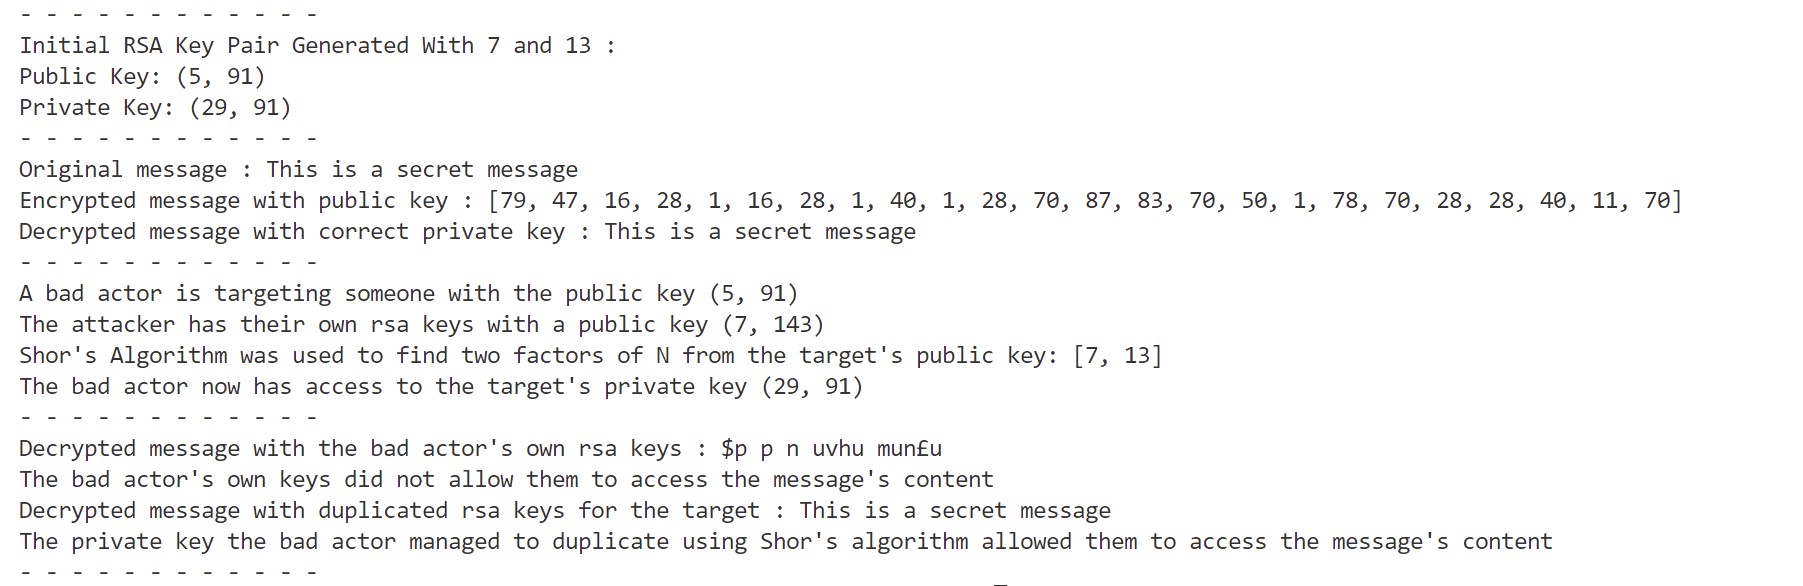 - - - - - - - - - - - -
Initial RSA Key Pair Generated With 7 and 13 :
Public Key: (5, 91)
Private Key: (29, 91)
- - - - - - - - - - - -
Original message : This is a secret message
Encrypted message with public key : [79, 47, 16, 28, 1, 16, 28, 1, 40, 1, 28, 70, 87, 83, 70, 50, 1, 78, 70, 28, 28, 40, 11, 70]
Decrypted message with correct private key : This is a secret message
- - - - - - - - - - - -
A bad actor is targeting someone with the public key (5, 91)
The attacker has their own rsa keys with a public key (7, 143)
Shor's Algorithm was used to find two factors of N from the target's public key: [7, 13]
The bad actor now has access to the target's private key (29, 91)
- - - - - - - - - - - -
Decrypted message with the bad actor's own rsa keys : $p p n uvhu mun£u
The bad actor's own keys did not allow them to access the message's content
Decrypted message with duplicated rsa keys for the target : This is a secret message
The private key the bad actor managed to duplicate using Shor's algorithm allowed them to access the message's content
- - - - - - - - - - - -